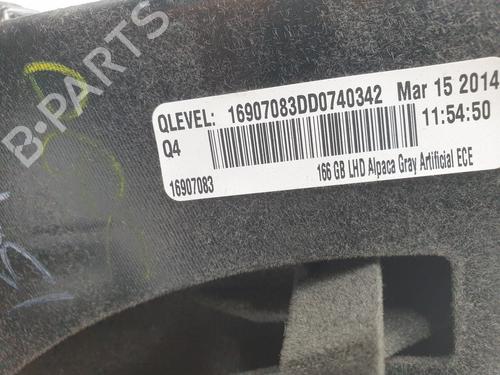 B-PARTS
QLEVEL: 16907083DD0740342 Mar 15 2014
Q4 11:54:50
16907083 166 GB LHD Alpaca Gray Artificial ECE